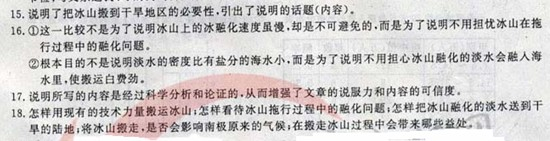 15. 说明了把冰山搬到干旱地区的必要性,引出了说明的话题(内容)。
16. ①这一比较不是为了说明冰山上的冰融化速度虽慢,却是不可避免的,而是为了说明不用担忧冰山在拖
行过程中的融化问题。
②根本目的不是说明淡水的密度比有盐分的海水小,而是为了说明不用担心冰山融化的淡水会融入海
水里,使搬运白费劲。
17. 说明所写的内容是经过科学分析和论证的,从而增强了文章的说服力和内容的可信度。
18. 怎样用现有的技术力量搬运冰山;怎样看待冰山拖行过程中的融化问题;怎样把冰山融化的淡水送到干
旱的陆地;将冰山搬走,是否会影响南极原来的气候;在搬走冰山过程中会带来哪些益处。